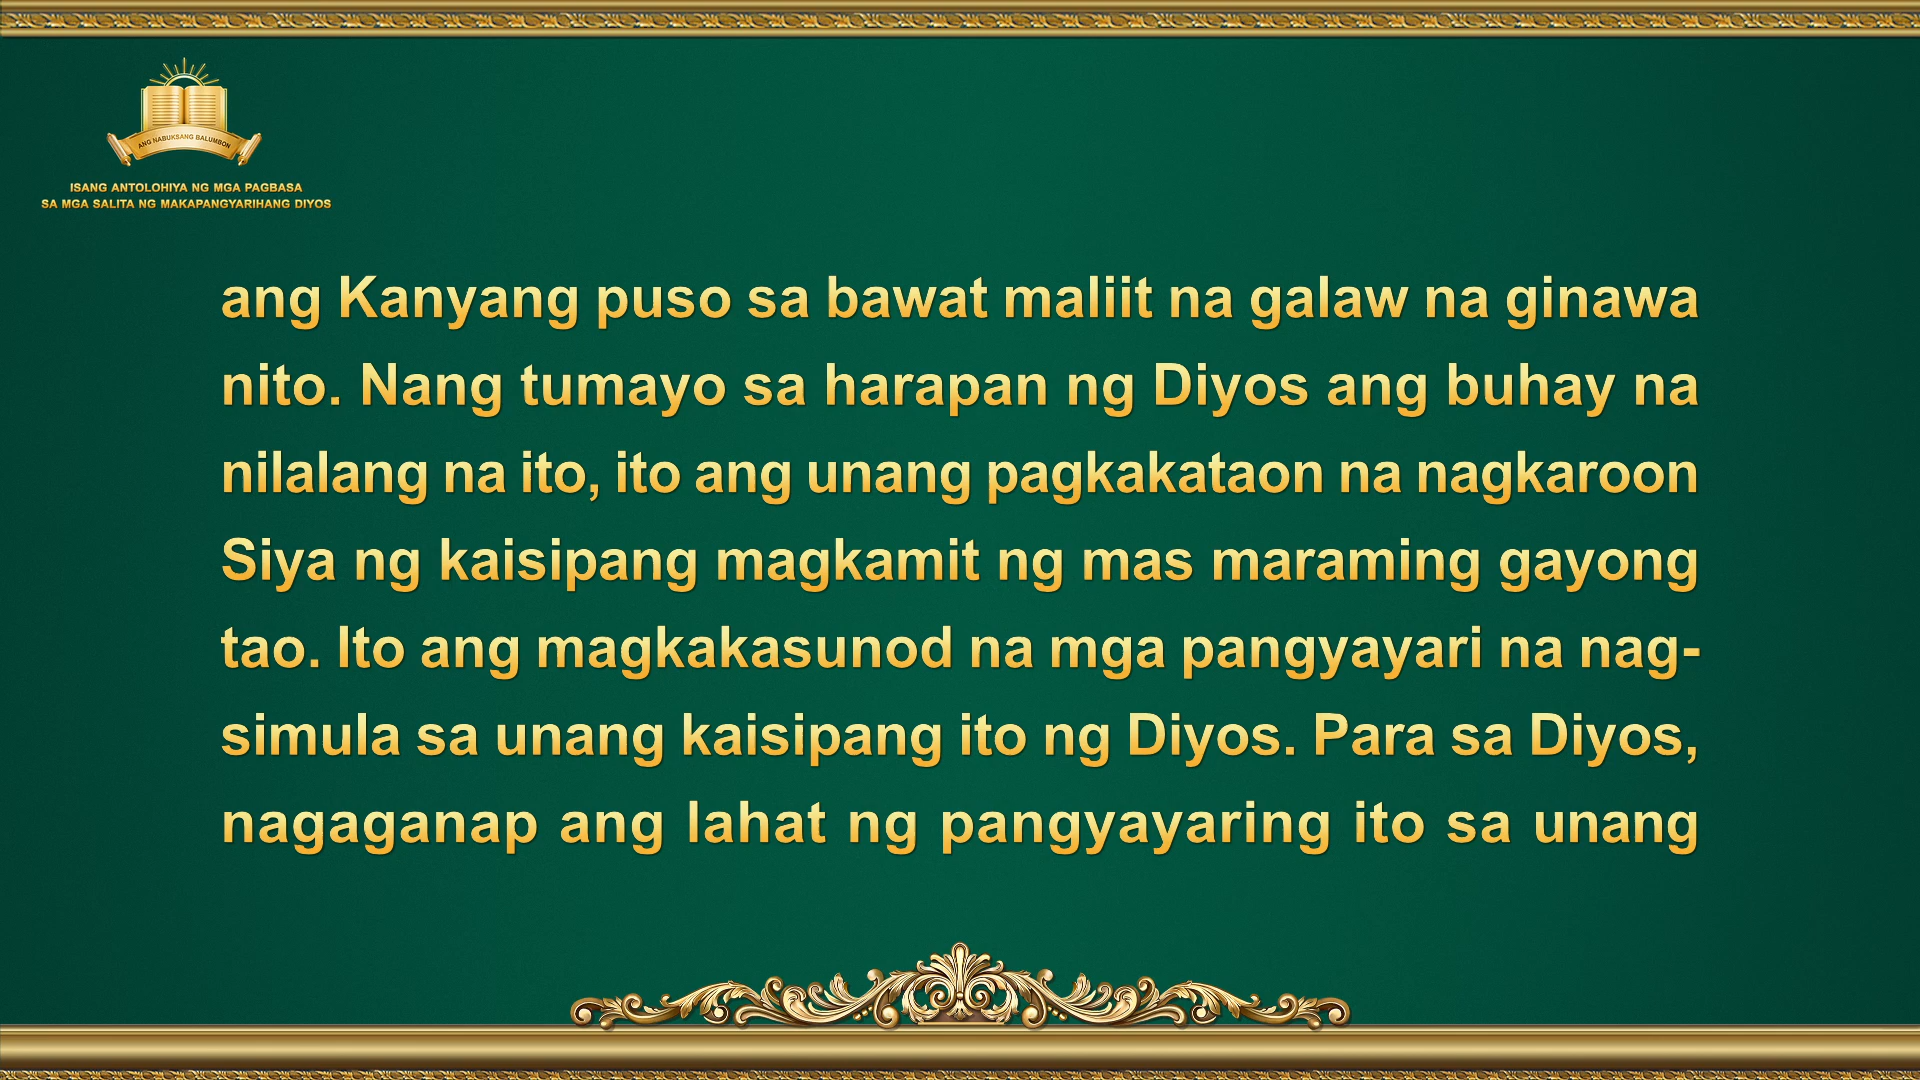 ANG NABUKSANG BALUMBON
ISANG ANTOLOHIYA NG MGA PAGBASA
SA MGA SALITA NG MAKAPANGYARIHANG DIYOS
ang Kanyang puso sa bawat maliit na galaw na ginawa
nito. Nang tumayo sa harapan ng Diyos ang buhay na
nilalang na ito, ito ang unang pagkakataon na nagkaroon
Siya ng kaisipang magkamit ng mas maraming gayong
tao. Ito ang magkakasunod na mga pangyayari na nag-
simula sa unang kaisipang ito ng Diyos. Para sa Diyos,
nagaganap ang lahat ng pangyayaring ito sa unang